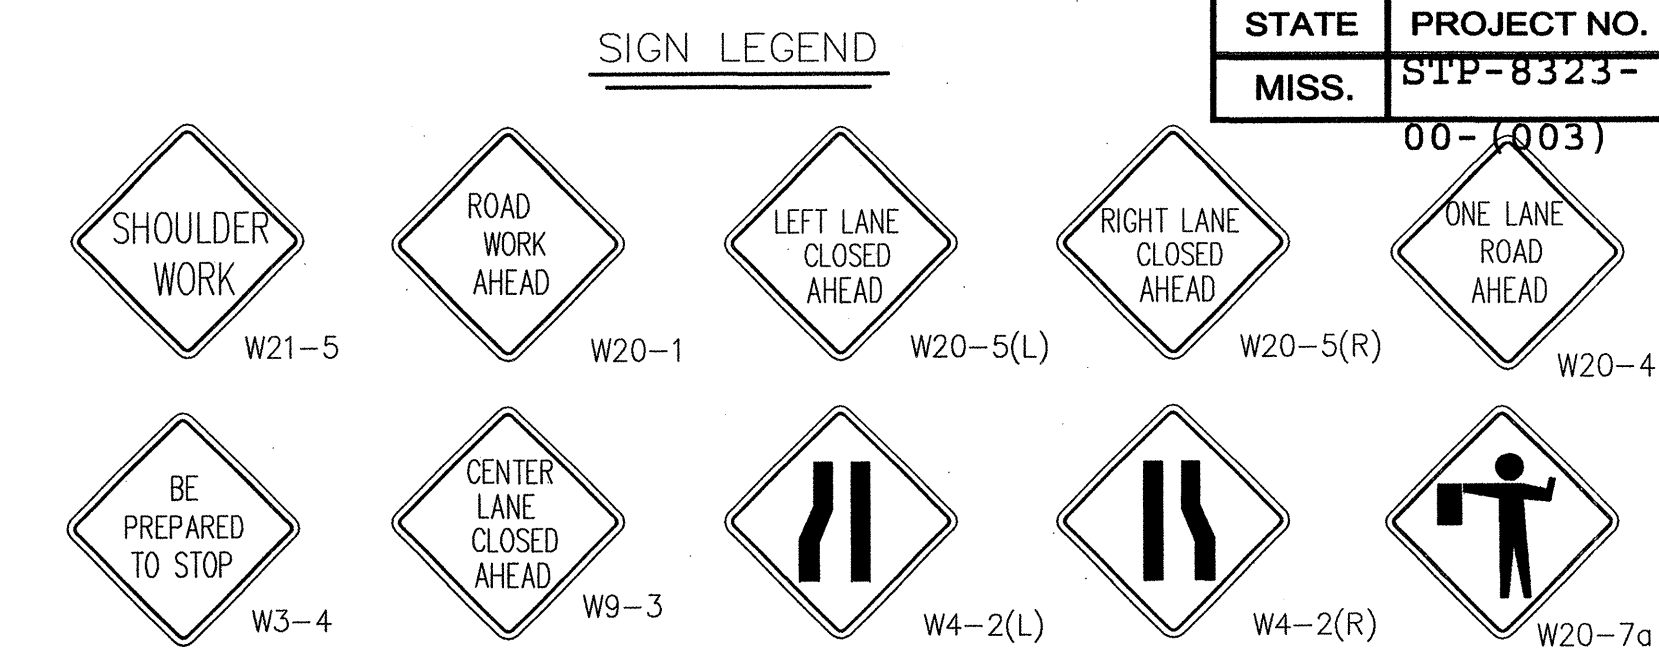 SIGN LEGEND
STATE PROJECT NO.
MISS. STP-8323-
00-(003)
SHOULDER
WORK
W21-5
ROAD
WORK
AHEAD
W20-1
LEFT LANE
CLOSED
AHEAD
W20-5(L)
RIGHT LANE
CLOSED
AHEAD
W20-5(R)
ONE LANE
ROAD
AHEAD
W20-4
BE
PREPARED
TO STOP
W3-4
CENTER
LANE
CLOSED
AHEAD
W9-3
W4-2(L)
W4-2(R)
W20-7a